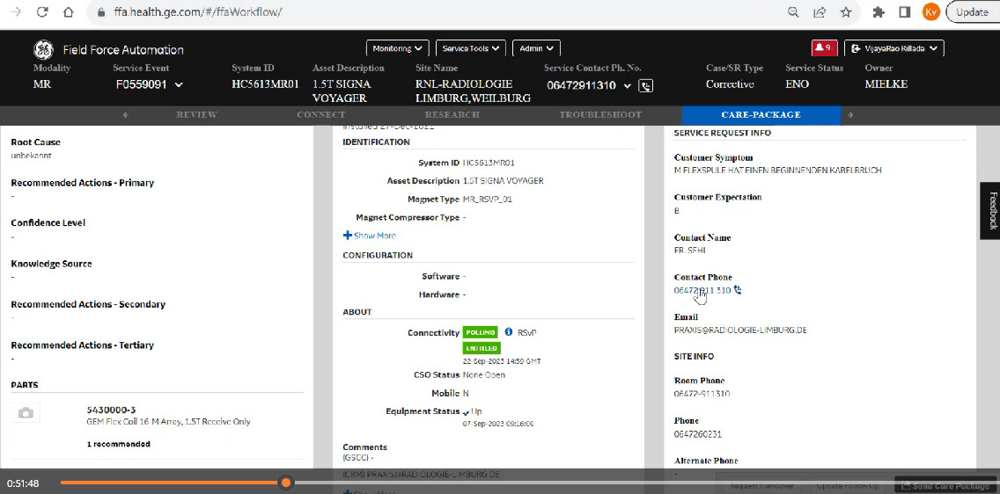 ffa.health.ge.com/#/ffaWorkflow/
Kv
Update
Field Force Automation
Monitoring
Service Tools
Admin
9
VijayaRao Killada
Modality
Service Event
System ID
Asset Description
Site Name
Service Contact Ph. No.
Case/SR Type
Service Status
Owner
MR
F0559091
HC5613MR01
1.5T SIGNA
VOYAGER
RNL-RADIOLOGIE
LIMBURG,WEILBURG
06472911310
Corrective
ENO
MIELKE
REVIEW
CONNECT
RESEARCH
TROUBLESHOOT
CARE-PACKAGE
Root Cause
unbekannt
Recommended Actions - Primary
-
Confidence Level
-
Knowledge Source
-
Recommended Actions - Secondary
-
Recommended Actions - Tertiary
-
PARTS
5430000-3
GEM Flex Coil 16-M Array, 1.5T Receive Only
1 recommended
Installed 27-Dec-2021
IDENTIFICATION
System ID HC5613MR01
Asset Description 1.5T SIGNA VOYAGER
Magnet Type MR_RSVP_01
Magnet Compressor Type -
Show More
CONFIGURATION
Software -
Hardware -
ABOUT
Connectivity POLLING RSvP
ENTITLED
22-Sep-2023 14:59 GMT
CSO Status None Open
Mobile N
Equipment Status Up
07-Sep-2023 09:16:00
Comments
(GSCC) -
(CRM) PRAXIS@RADIOLOGIE-LIMBURG.DE
Show More
SERVICE REQUEST INFO
Customer Symptom
M FLEXSPULE HAT EINEN BEGINNENDEN KABELBRUCH
Customer Expectation
B
Contact Name
FR. SEHL
Contact Phone
06472 911 310
Email
PRAXIS@RADIOLOGIE-LIMBURG.DE
SITE INFO
Room Phone
06472-911310
Phone
0647260231
Alternate Phone
-
Feedback
0:51:48
Request Handover
Update Follow Up
Send Care Package